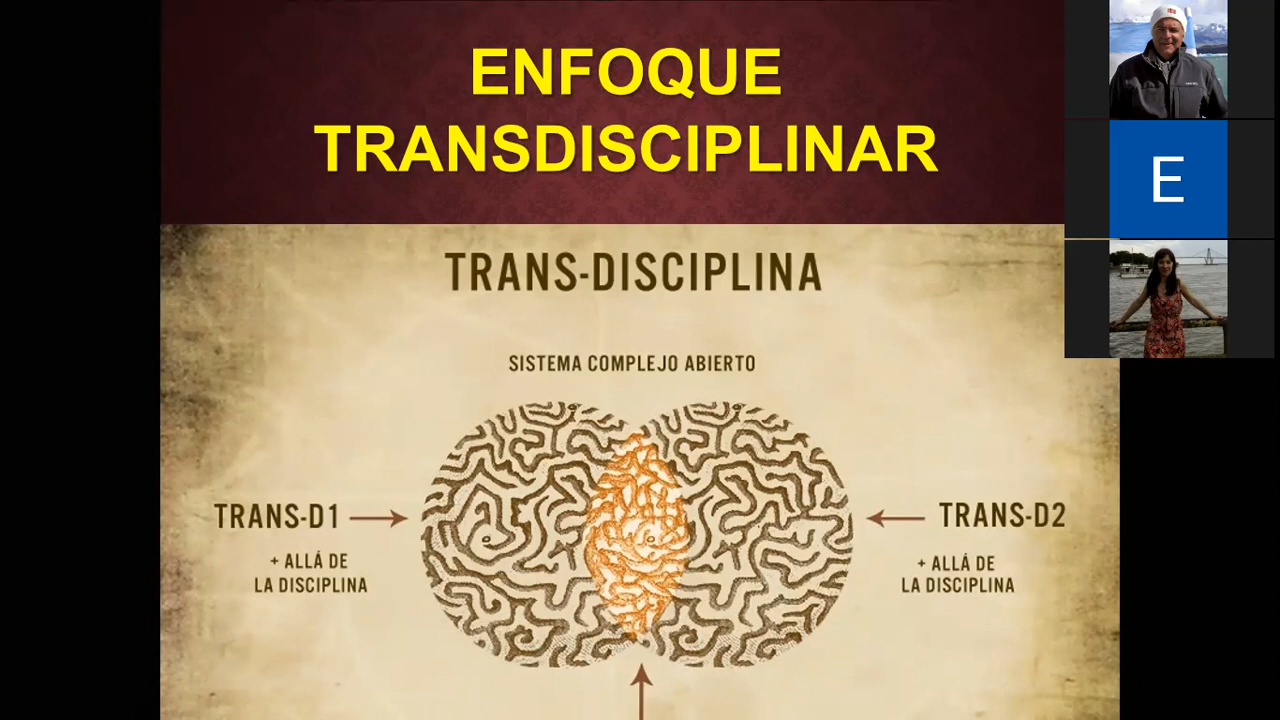 ENFOQUE
TRANSDISCIPLINAR
E
TRANS-DISCIPLINA
SISTEMA COMPLEJO ABIERTO
TRANS-D1
+ ALLÁ DE
LA DISCIPLINA
TRANS-D2
+ ALLÁ DE
LA DISCIPLINA